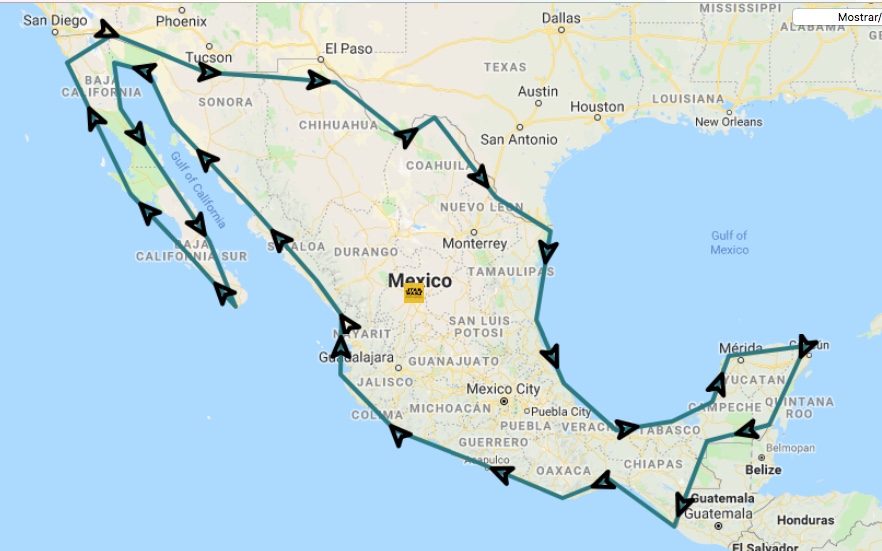 San Diego
Phoenix
Dallas
MISSISSIPPI
Mostrar/
ALABAMA
Tucson
El Paso
TEXAS
BAJA
CALIFORNIA
SONORA
Austin
Houston
LOUISIANA
New Orleans
CHIHUAHUA
San Antonio
COAHUILA
Gulf of California
NUEVO LEON
Monterrey
Gulf of
Mexico
SINALOA
DURANGO
BAJA
CALIFORNIA SUR
TAMAULIPAS
Mexico
STAR
WARS
NAYARIT
SAN LUIS
POTOSI
Guadalajara
GUANAJUATO
Mérida
Cancun
JALISCO
Mexico City
YUCATAN
COLIMA
MICHOACÁN
Puebla City
CAMPECHE
QUINTANA
ROO
PUEBLA
VERACRUZ
TABASCO
GUERRERO
Acapulco
OAXACA
CHIAPAS
Belmopan
Belize
Guatemala
Guatemala
Honduras
El Salvador